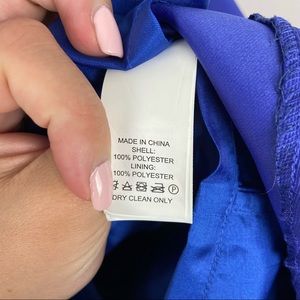 MADE IN CHINA
SHELL:
100% POLYESTER
LINING:
100% POLYESTER
P
DRY CLEAN ONLY